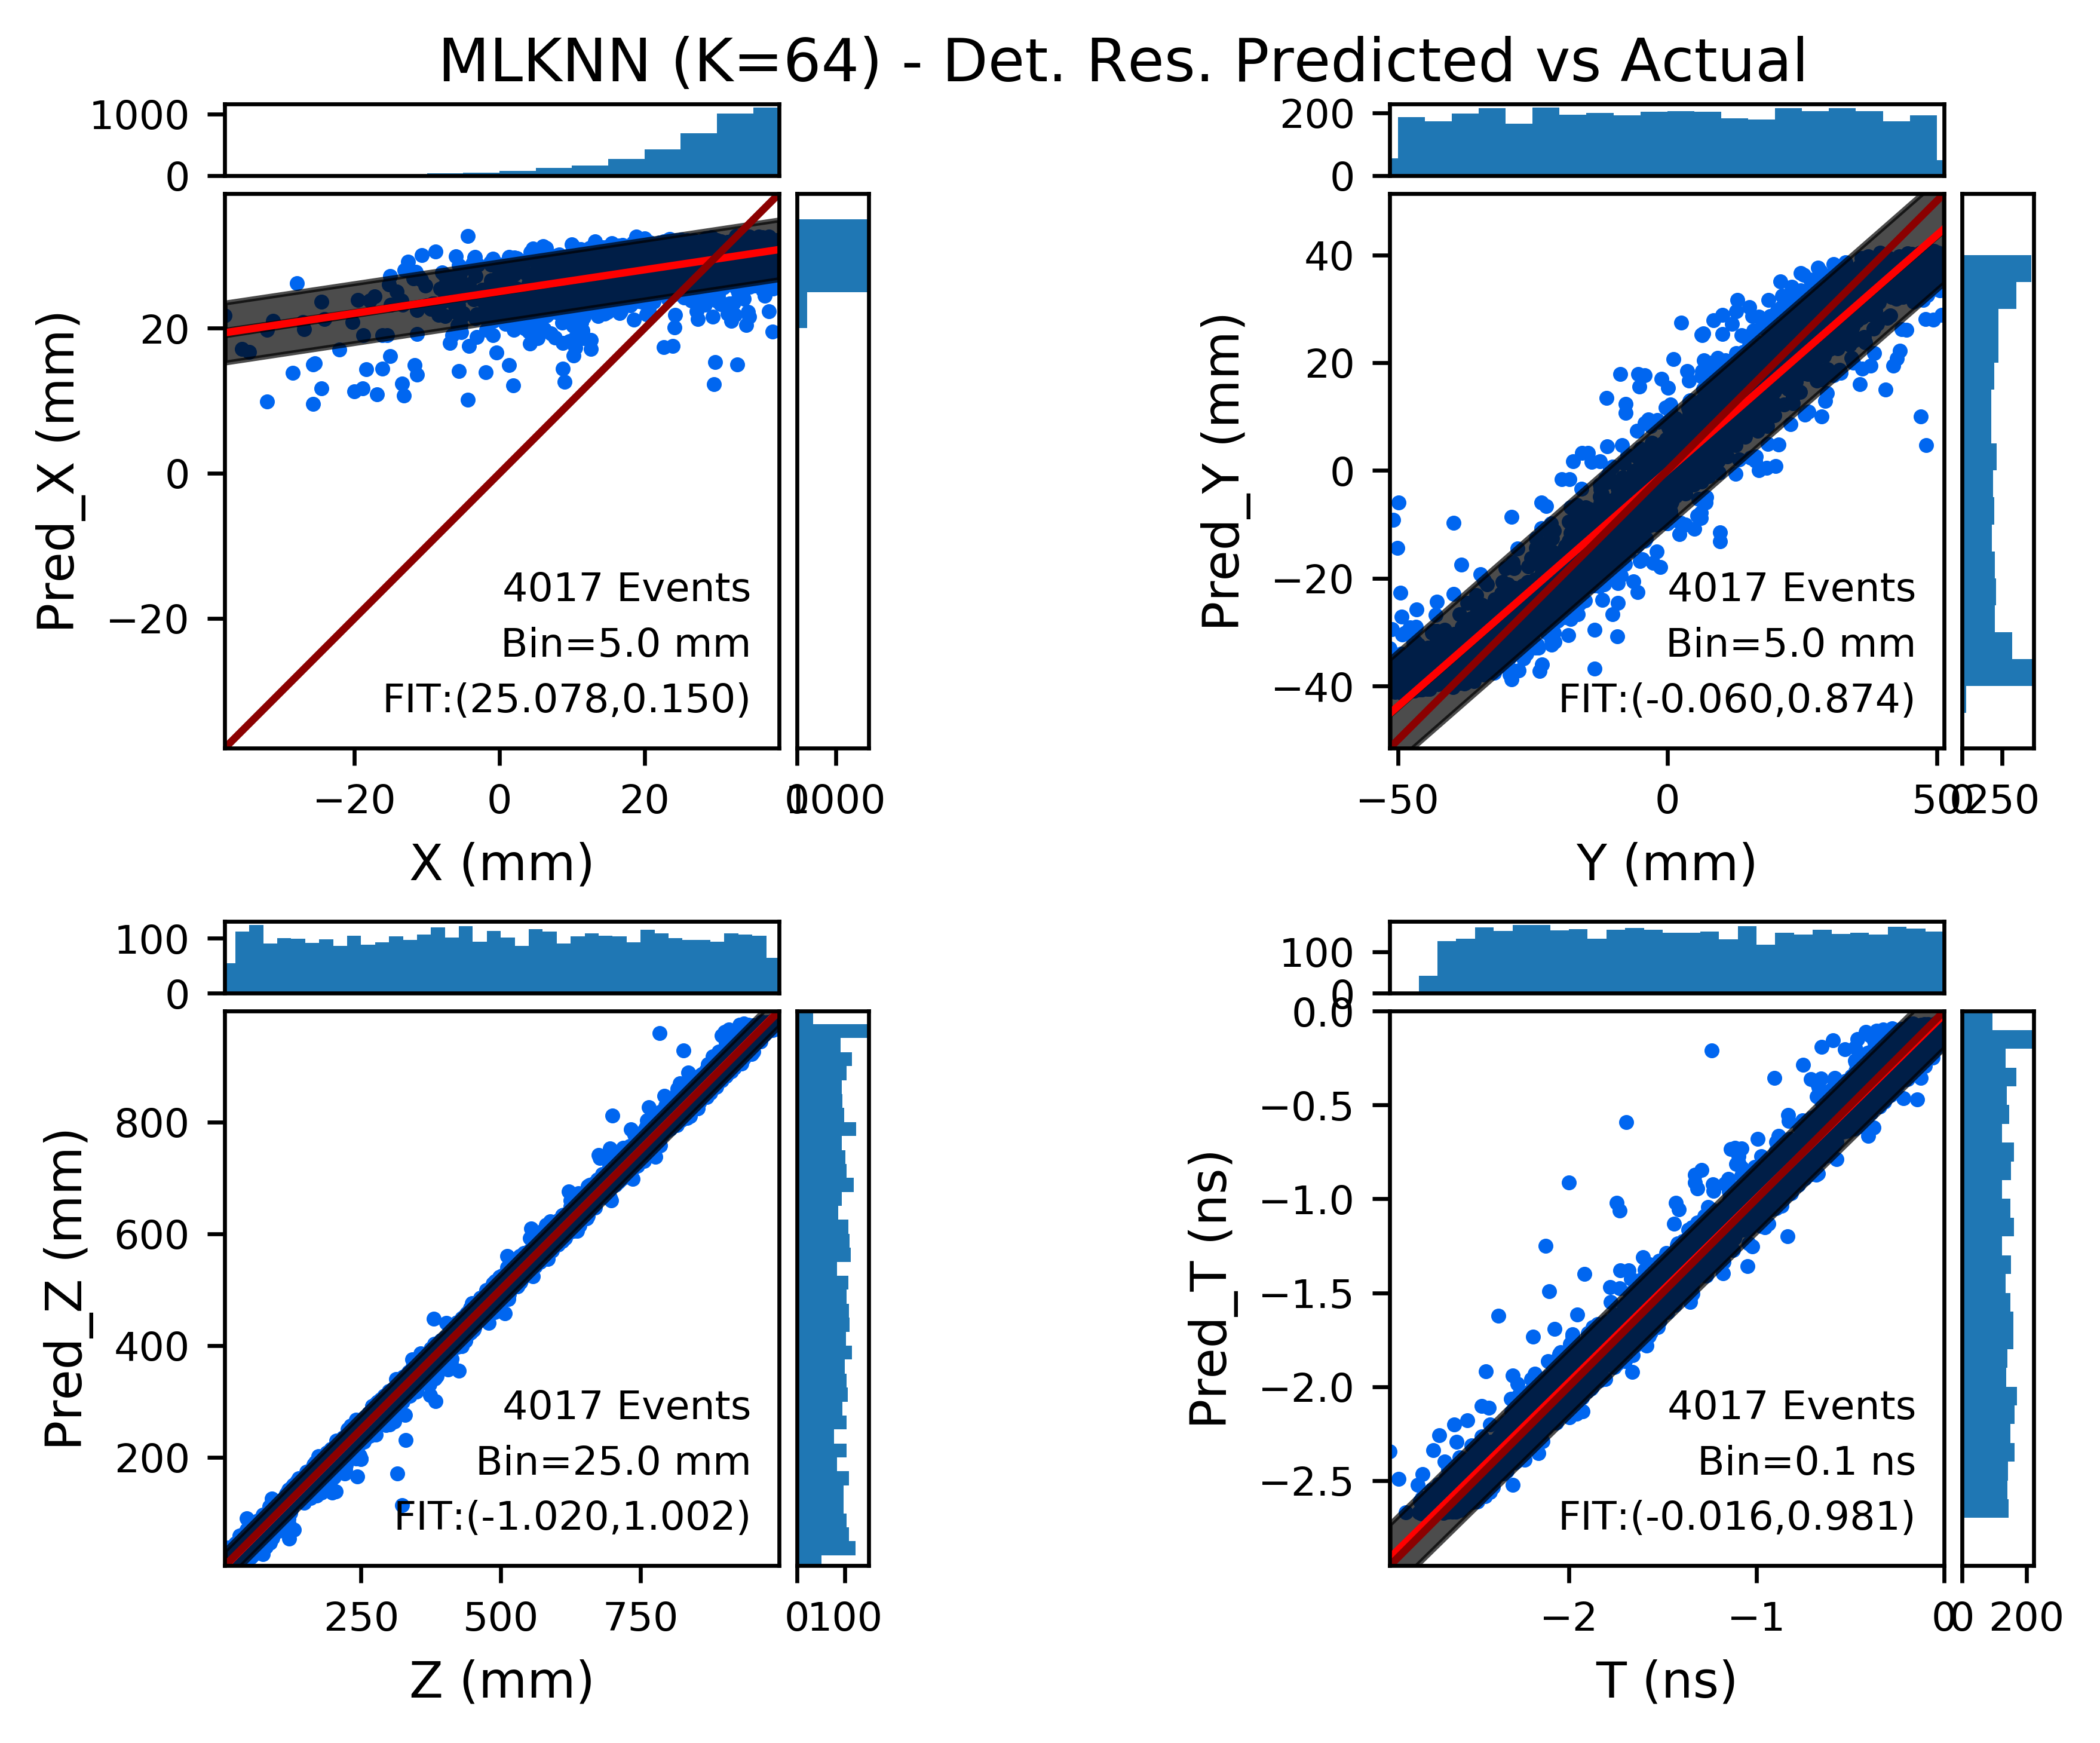 MLKNN (K=64) - Det. Res. Predicted vs Actual
1000
0
Pred_X (mm)
20
0
−20
4017 Events
Bin=5.0 mm
FIT:(25.078,0.150)
−20 0 20 0 1000
X (mm)
200
0
Pred_Y (mm)
40
20
0
−20
−40
4017 Events
Bin=5.0 mm
FIT:(-0.060,0.874)
−50 0 50 0 250
Y (mm)
100
0
Pred_Z (mm)
800
600
400
200
4017 Events
Bin=25.0 mm
FIT:(-1.020,1.002)
250 500 750 0 100
Z (mm)
100
0
Pred_T (ns)
0.0
−0.5
−1.0
−1.5
−2.0
−2.5
4017 Events
Bin=0.1 ns
FIT:(-0.016,0.981)
−2 −1 0 0 200
T (ns)